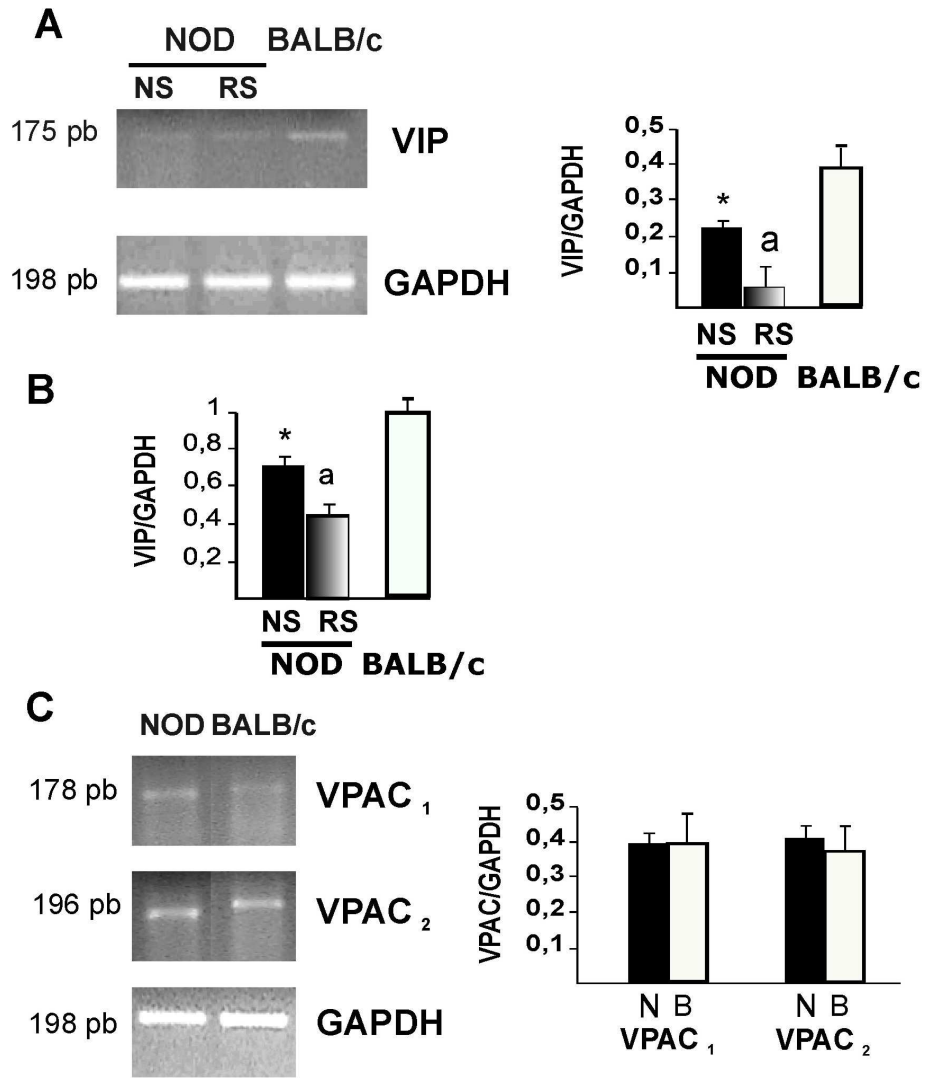 A
NOD BALB/c
NS RS
175 pb VIP
198 pb GAPDH
VIP/GAPDH
0,5
0,4
0,3
0,2
0,1
*
a
NS RS
NOD BALB/c
B
VIP/GAPDH
1
0,8
0,6
0,4
0,2
*
a
NS RS
NOD BALB/c
C
NOD BALB/c
178 pb VPAC 1
196 pb VPAC 2
198 pb GAPDH
VPAC/GAPDH
0,5
0,4
0,3
0,2
0,1
N B N B
VPAC 1 VPAC 2